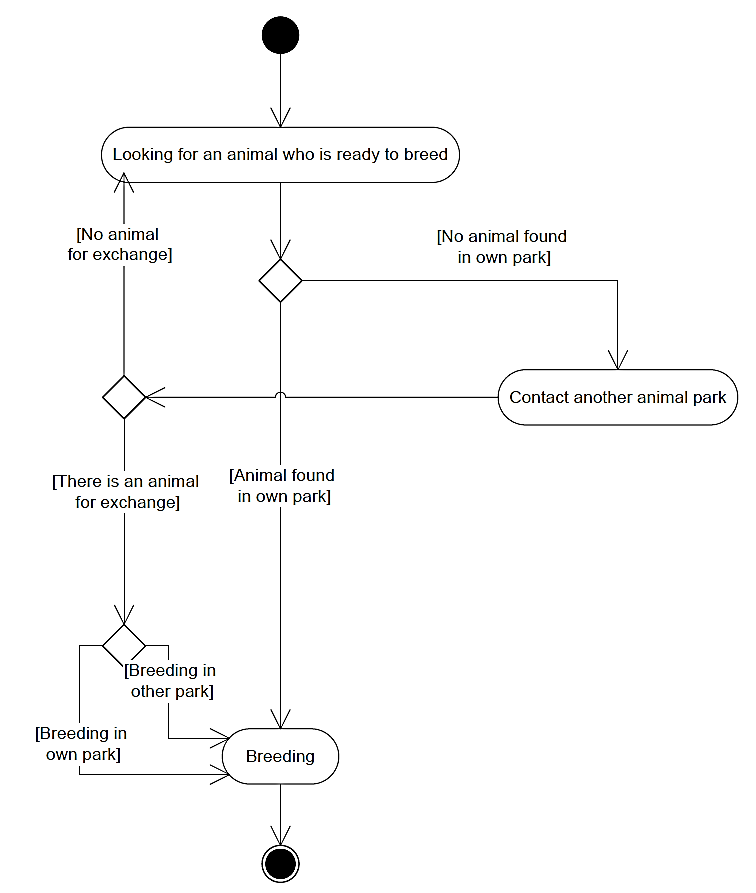 Looking for an animal who is ready to breed
[No animal
for exchange]
[No animal found
in own park]
Contact another animal park
[There is an animal
for exchange]
[Animal found
in own park]
[Breeding in
other park]
[Breeding in
own park]
Breeding